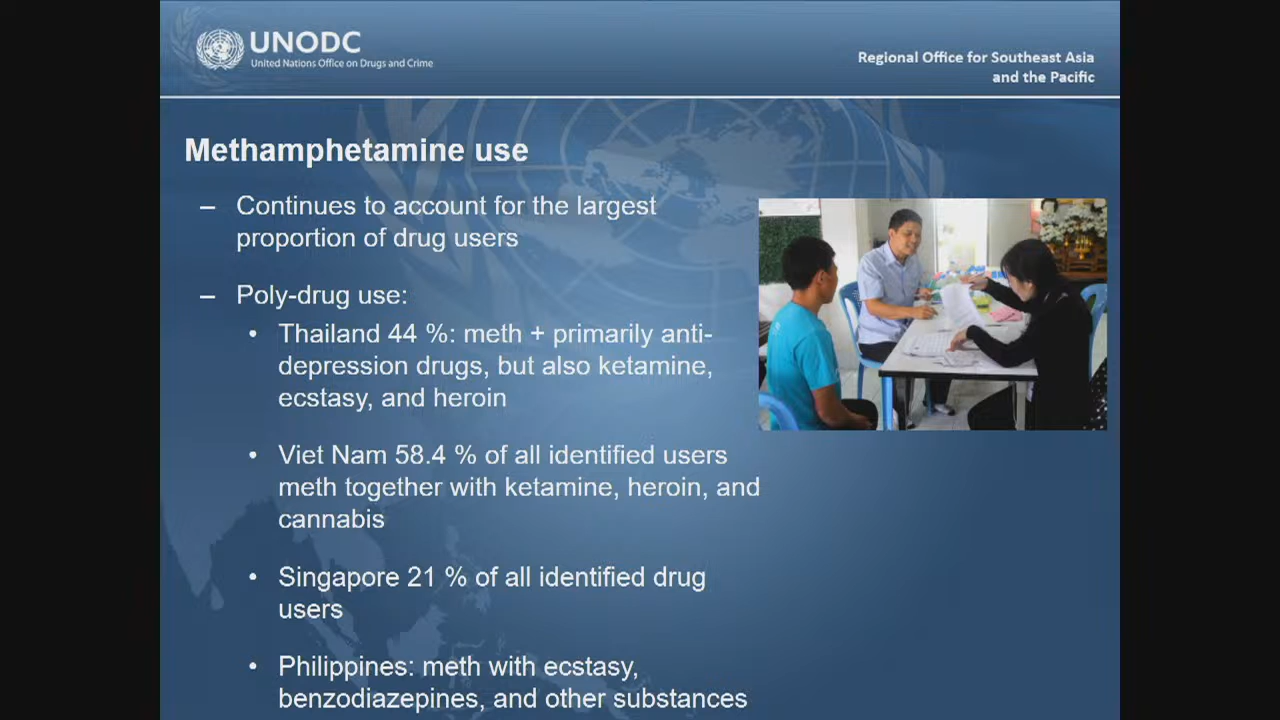 UNODC
United Nations Office on Drugs and Crime
Regional Office for Southeast Asia
and the Pacific
Methamphetamine use
– Continues to account for the largest
proportion of drug users
– Poly-drug use:
• Thailand 44 %: meth + primarily anti-
depression drugs, but also ketamine,
ecstasy, and heroin
• Viet Nam 58.4 % of all identified users
meth together with ketamine, heroin, and
cannabis
• Singapore 21 % of all identified drug
users
• Philippines: meth with ecstasy,
benzodiazepines, and other substances